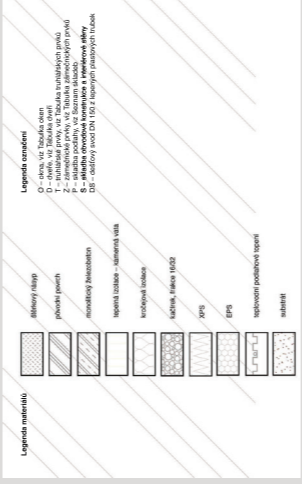 Legenda materiálů
štěrkový násyp
původní povrch
monolitický železobeton
teperná izolace – kamenná vata
kročejová izolace
kačírek, frakce 16/32
XPS
EPS
teplovodní podlahové topení
substrát
Legenda označení
O – okna, viz Tabulka oken
D – dveře, viz Tabulka dveří
T – truhlářské prvky, viz Tabulka truhlářských prvků
Z – zámečnické prvky, viz Tabulka zámečnických prvků
P – skladba podlahy, viz Seznam skladeb
S – skladba obvodové konstrukce a interiérové stěny
DS – dešťový svod DN 150 z lepených plastových trubek